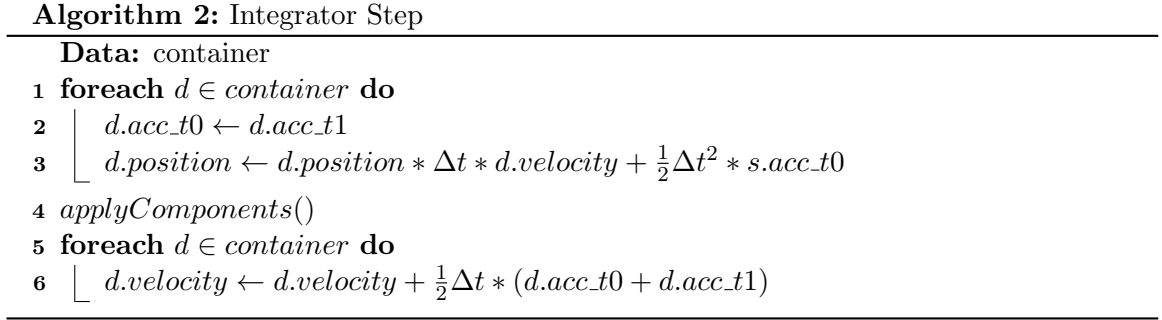 Algorithm 2: Integrator Step
Data: container
1 foreach d ∈ container do
2 d.acc_t0 ← d.acc_t1
3 d.position ← d.position * Δt * d.velocity + ½Δt² * s.acc_t0
4 applyComponents()
5 foreach d ∈ container do
6 d.velocity ← d.velocity + ½Δt * (d.acc_t0 + d.acc_t1)